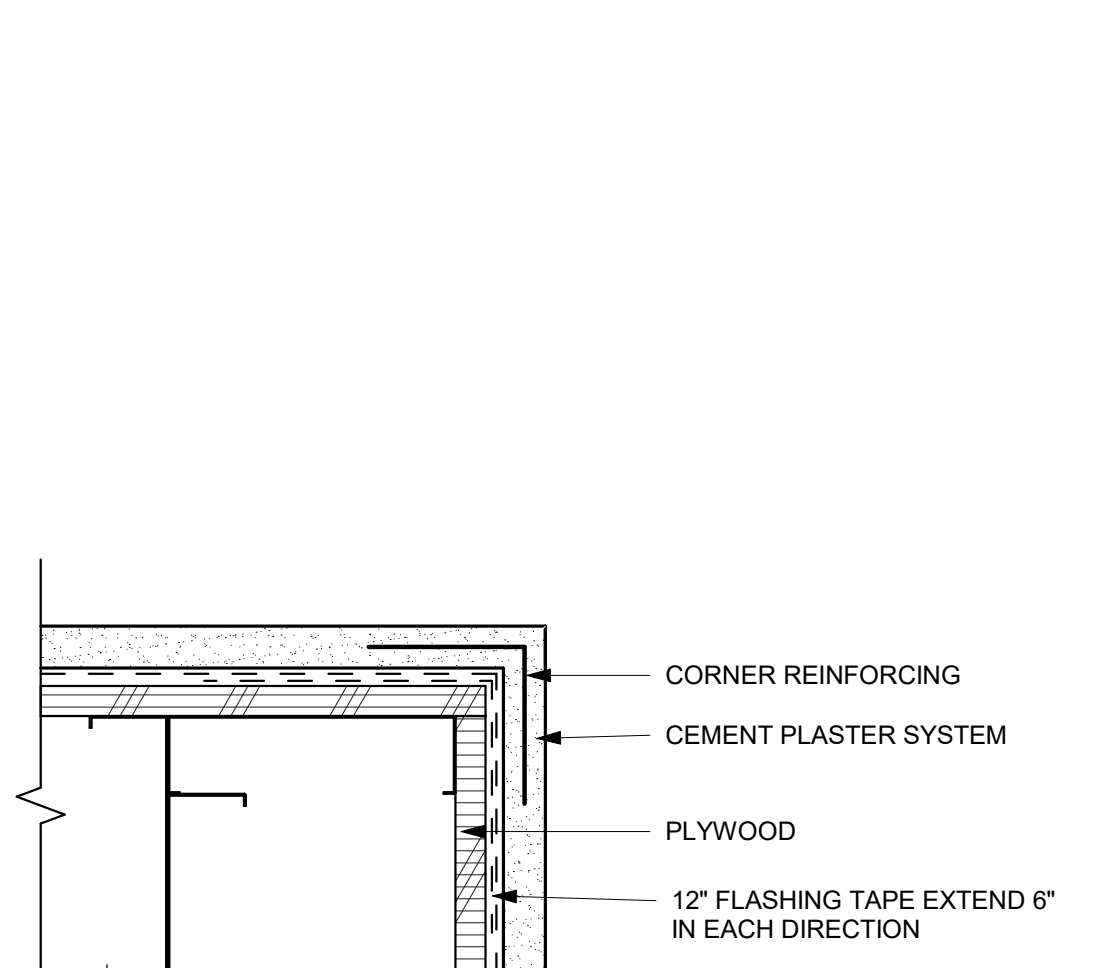 CORNER REINFORCING
CEMENT PLASTER SYSTEM
PLYWOOD
12" FLASHING TAPE EXTEND 6"
IN EACH DIRECTION